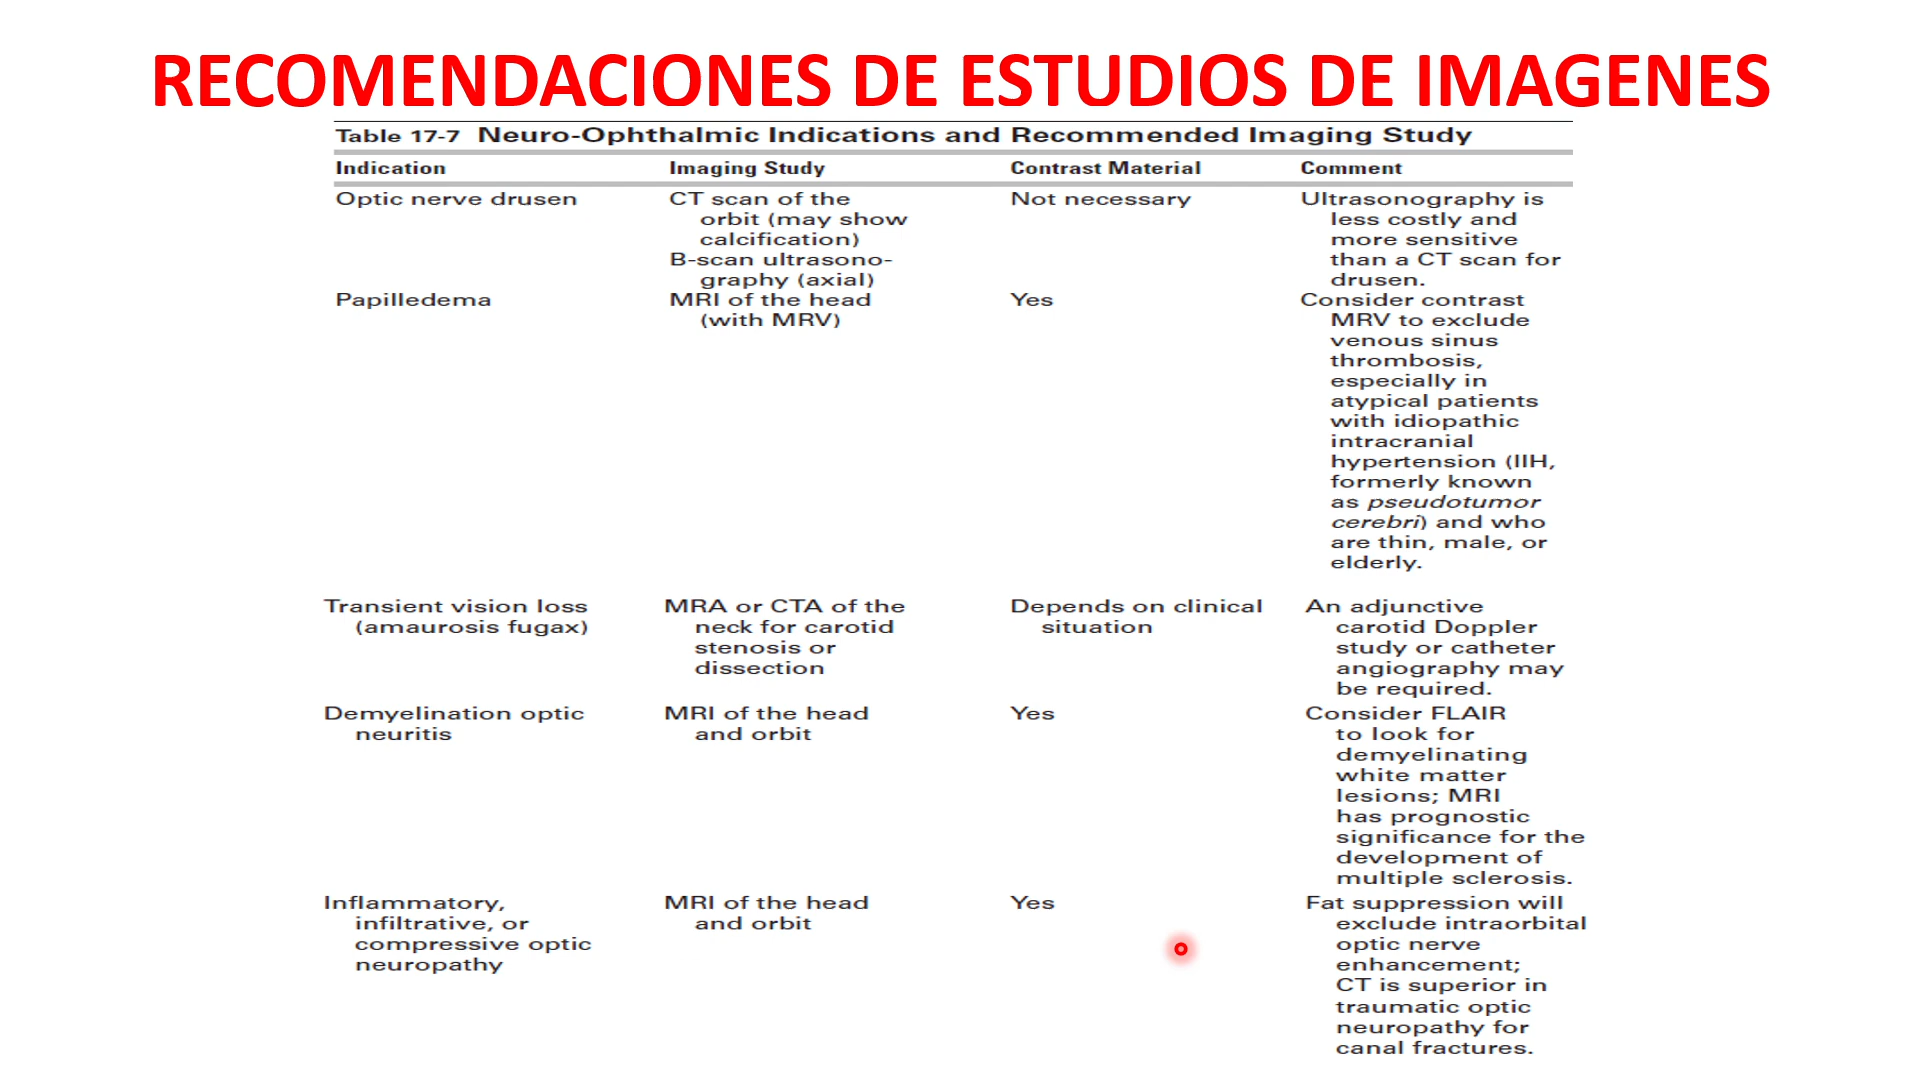 RECOMENDACIONES DE ESTUDIOS DE IMAGENES
Table 17-7 Neuro-Ophthalmic Indications and Recommended Imaging Study
Indication Imaging Study Contrast Material Comment
Optic nerve drusen CT scan of the Not necessary Ultrasonography is
orbit (may show less costly and
calcification) more sensitive
B-scan ultrasono- than a CT scan for
graphy (axial) drusen.
Papilledema MRI of the head Yes Consider contrast
(with MRV) MRV to exclude
venous sinus
thrombosis,
especially in
atypical patients
with idiopathic
intracranial
hypertension (IIH,
formerly known
as pseudotumor
cerebri) and who
are thin, male, or
elderly.
Transient vision loss MRA or CTA of the Depends on clinical An adjunctive
(amaurosis fugax) neck for carotid situation carotid Doppler
stenosis or study or catheter
dissection angiography may
be required.
Demyelination optic MRI of the head Yes Consider FLAIR
neuritis and orbit to look for
demyelinating
white matter
lesions; MRI
has prognostic
significance for the
development of
multiple sclerosis.
Inflammatory, MRI of the head Yes Fat suppression will
infiltrative, or and orbit exclude intraorbital
compressive optic optic nerve
neuropathy enhancement;
CT is superior in
traumatic optic
neuropathy for
canal fractures.